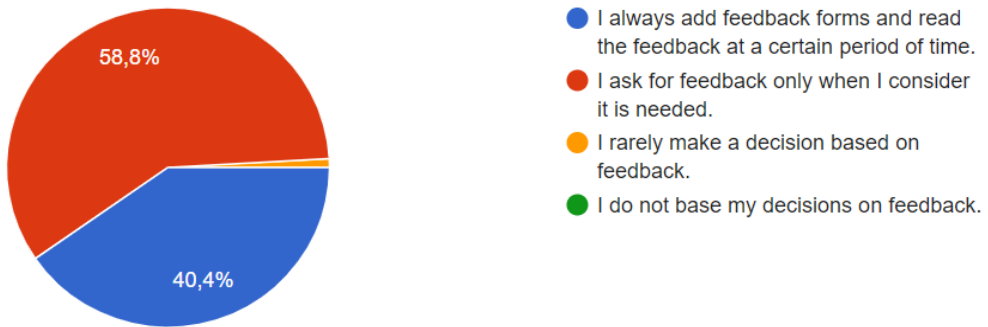 58,8%
40,4%
I always add feedback forms and read
the feedback at a certain period of time.
I ask for feedback only when I consider
it is needed.
I rarely make a decision based on
feedback.
I do not base my decisions on feedback.